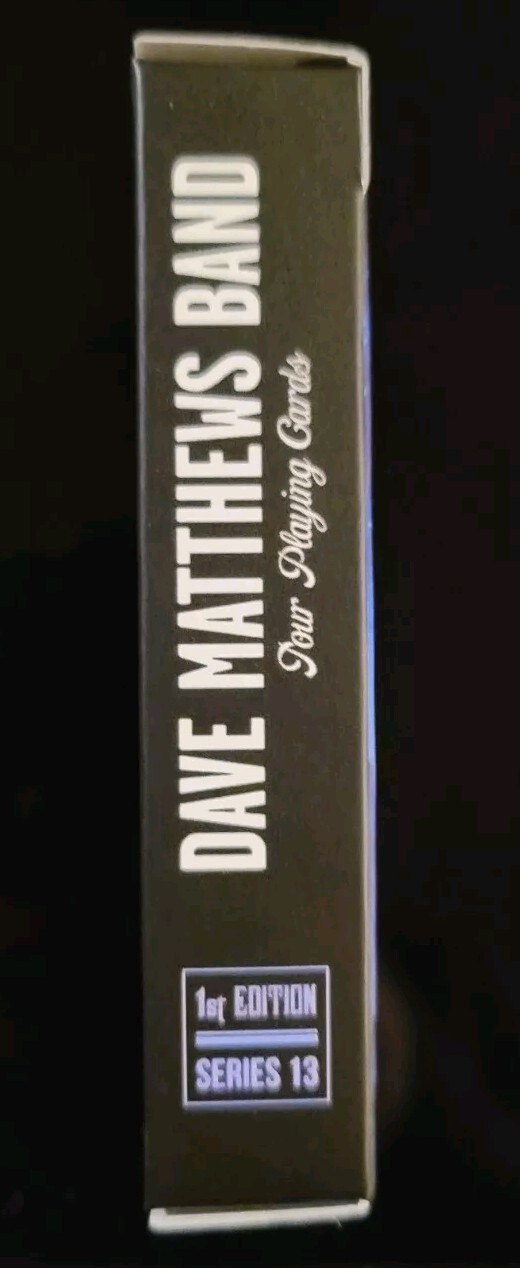 DAVE MATTHEWS BAND
Tour Playing Cards
1st EDITION
SERIES 13